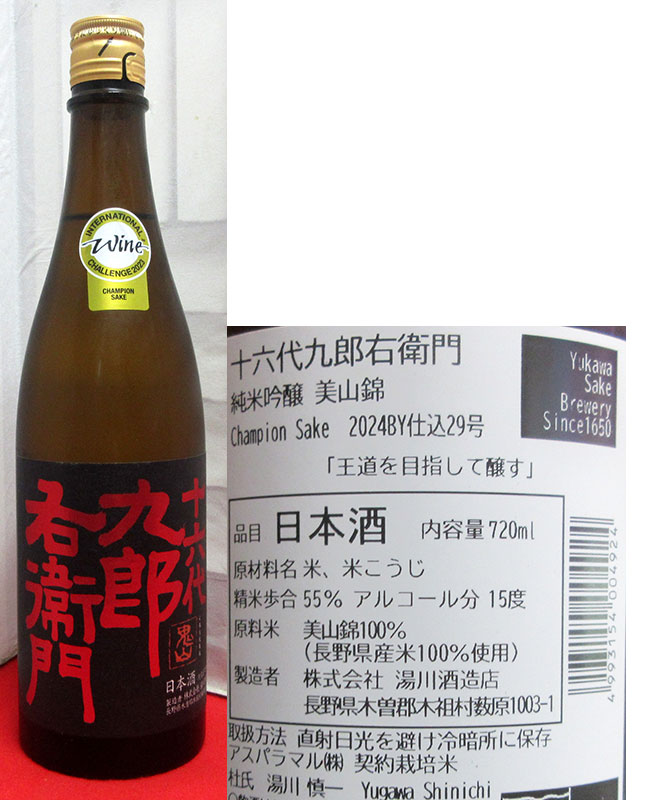 INTERNATIONAL
Wine
CHALLENGE 2023
CHAMPION
SAKE
十六代
九郎
右衛門
日本酒
十六代九郎右衛門
純米吟醸 美山錦
Champion Sake 2024BY仕込29号
Yukawa
Sake
Brewery
Since1650
「王道を目指して醸す」
品目 日本酒 内容量 720ml
原材料名 米、米こうじ
精米歩合 55% アルコール分 15度
原料米 美山錦100%
(長野県産米100%使用)
製造者 株式会社 湯川酒造店
長野県木曽郡木祖村薮原1003-1
4993154004924
取扱方法 直射日光を避け冷暗所に保存
アスパラマル㈱ 契約栽培米
杜氏 湯川 慎一 Yugawa Shinichi